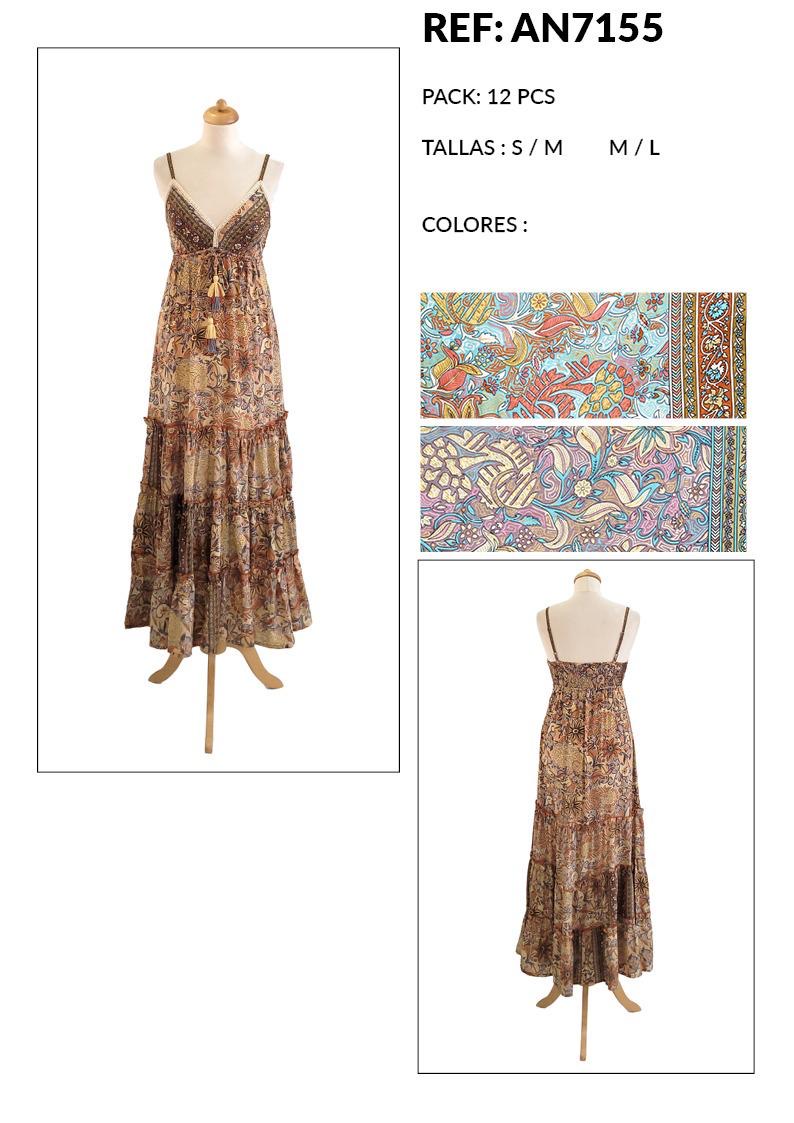 REF: AN7155
PACK: 12 PCS
TALLAS : S / M M / L
COLORES :